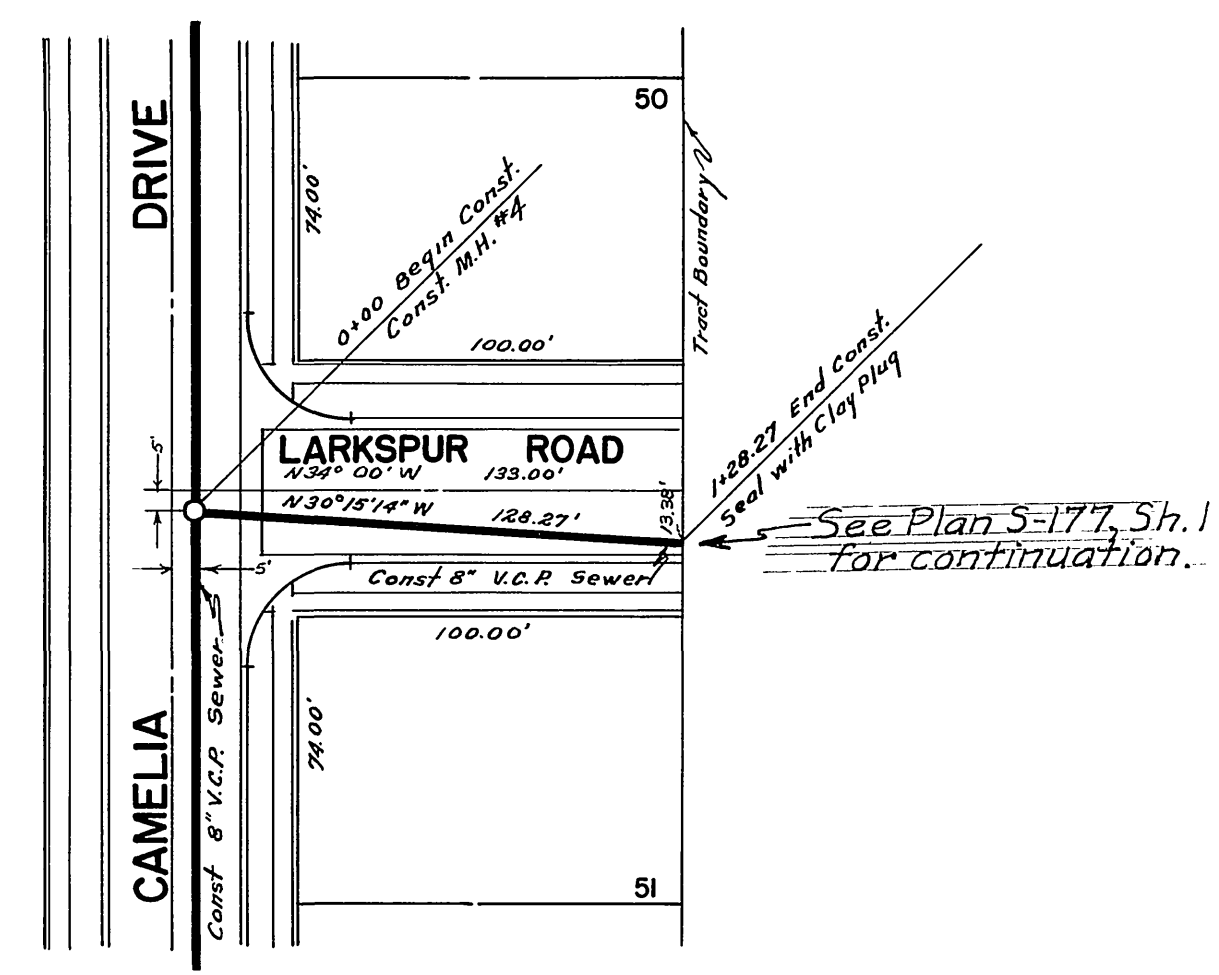 DRIVE
50
74.00'
0+00 Begin Const.
Const. M.H. #4
Tract Boundary
100.00'
1+28.27 End Const.
Seal with Clay Plug
LARKSPUR ROAD
N34° 00' W 133.00'
5'
N30°15'14" W 128.27'
13.38'
See Plan S-177, Sh. 1
for continuation.
5'
Const 8" V.C.P. Sewer
100.00'
Const 8" V.C.P. Sewer
74.00'
CAMELIA
51